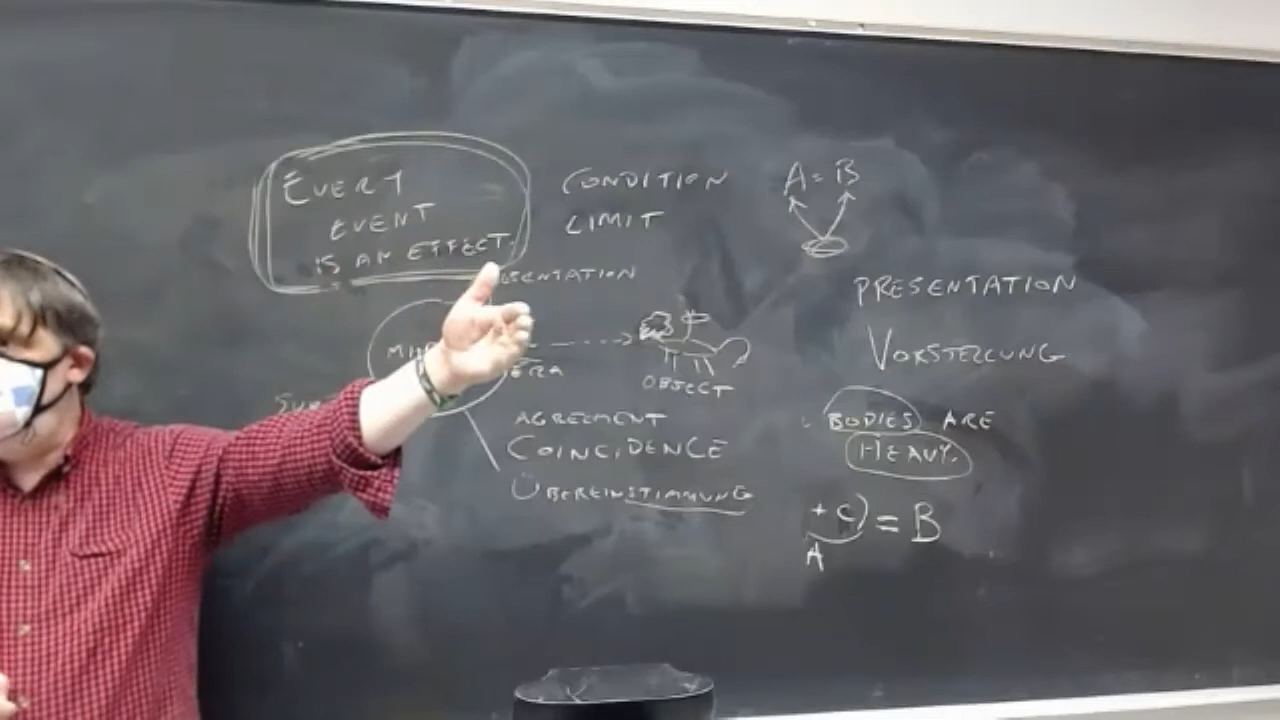 EVERY
EVENT
IS AN EFFECT.
CONDITION
LIMIT
A = B
OBJECT
AGREEMENT
COINCIDENCE
ÜBEREINSTIMMUNG
PRESENTATION
VORSTELLUNG
BODIES ARE
HEAVY.
+ C) = B
A